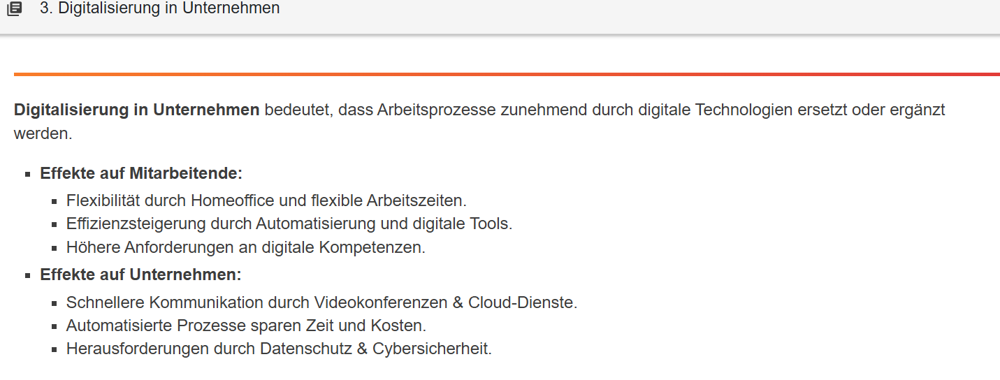 3. Digitalisierung in Unternehmen
Digitalisierung in Unternehmen bedeutet, dass Arbeitsprozesse zunehmend durch digitale Technologien ersetzt oder ergänzt
werden.
Effekte auf Mitarbeitende:
Flexibilität durch Homeoffice und flexible Arbeitszeiten.
Effizienzsteigerung durch Automatisierung und digitale Tools.
Höhere Anforderungen an digitale Kompetenzen.
Effekte auf Unternehmen:
Schnellere Kommunikation durch Videokonferenzen & Cloud-Dienste.
Automatisierte Prozesse sparen Zeit und Kosten.
Herausforderungen durch Datenschutz & Cybersicherheit.